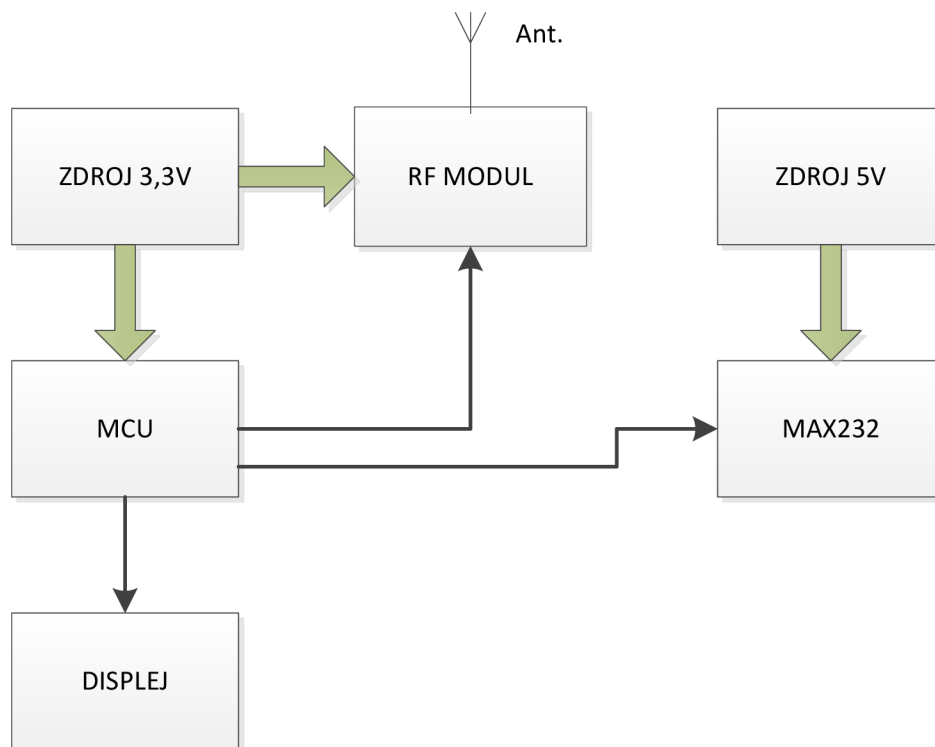 Ant.
ZDROJ 3,3V
RF MODUL
ZDROJ 5V
MCU
MAX232
DISPLEJ